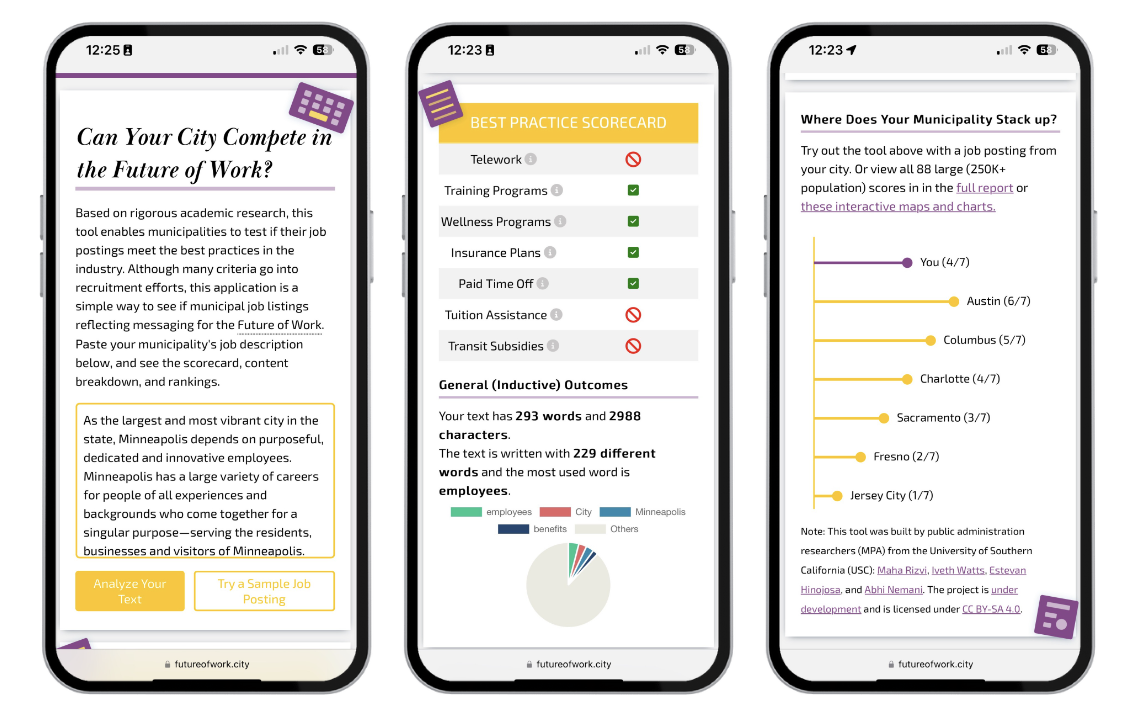 12:25
58
Can Your City Compete in
the Future of Work?
Based on rigorous academic research, this
tool enables municipalities to test if their job
postings meet the best practices in the
industry. Although many criteria go into
recruitment efforts, this application is a
simple way to see if municipal job listings
reflecting messaging for the Future of Work.
Paste your municipality's job description
below, and see the scorecard, content
breakdown, and rankings.
As the largest and most vibrant city in the
state, Minneapolis depends on purposeful,
dedicated and innovative employees.
Minneapolis has a large variety of careers
for people of all experiences and
backgrounds who come together for a
singular purpose—serving the residents,
businesses and visitors of Minneapolis.
Analyze Your
Text
Try a Sample Job
Posting
futureofwork.city
12:23
58
BEST PRACTICE SCORECARD
Telework i
Training Programs i
Wellness Programs i
Insurance Plans i
Paid Time Off i
Tuition Assistance i
Transit Subsidies i
General (Inductive) Outcomes
Your text has 293 words and 2988
characters.
The text is written with 229 different
words and the most used word is
employees.
employees City Minneapolis
benefits Others
futureofwork.city
12:23
58
Where Does Your Municipality Stack up?
Try out the tool above with a job posting from
your city. Or view all 88 large (250K+
population) scores in in the full report or
these interactive maps and charts.
You (4/7)
Austin (6/7)
Columbus (5/7)
Charlotte (4/7)
Sacramento (3/7)
Fresno (2/7)
Jersey City (1/7)
Note: This tool was built by public administration
researchers (MPA) from the University of Southern
California (USC): Maha Rizvi, Iveth Watts, Estevan
Hinojosa, and Abhi Nemani. The project is under
development and is licensed under CC BY-SA 4.0.
futureofwork.city